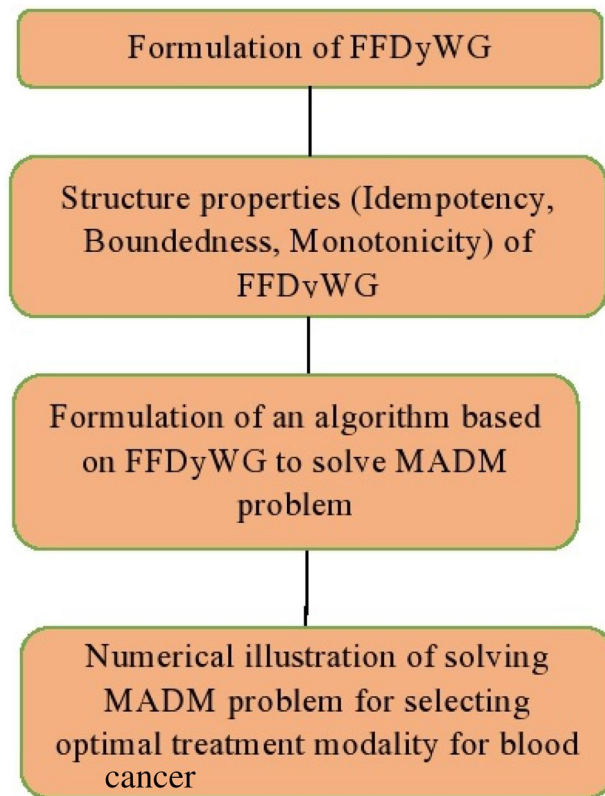 Formulation of FFDyWG
Structure properties (Idempotency,
Boundedness, Monotonicity) of
FFDyWG
Formulation of an algorithm based
on FFDyWG to solve MADM
problem
Numerical illustration of solving
MADM problem for selecting
optimal treatment modality for blood
cancer